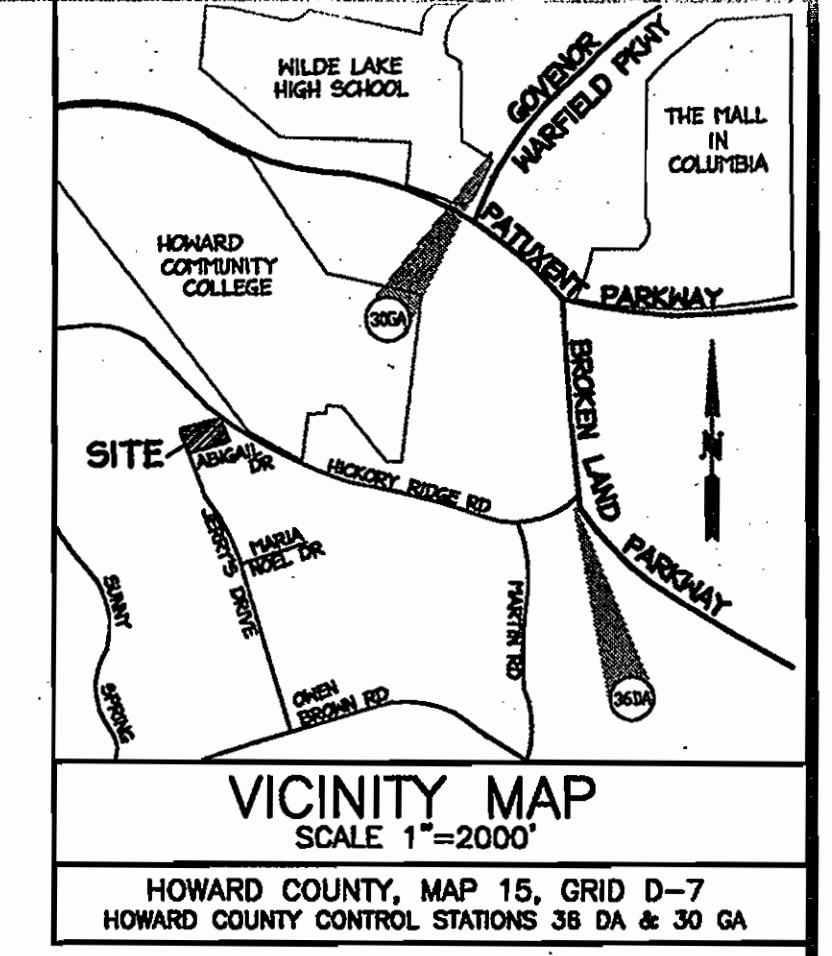 WILDE LAKE
HIGH SCHOOL
GOVENOR
WARFIELD PKWY
THE MALL
IN
COLUMBIA
HOWARD
COMMUNITY
COLLEGE
PATUXENT PARKWAY
30GA
BROKEN LAND PARKWAY
N
SITE
ABIGAIL
DR
HICKORY RIDGE RD
JERRY'S DRIVE
MARIA
NOEL DR
MARTIN RD
SUNNY SPRING
OWEN
BROWN RD
36DA
VICINITY MAP
SCALE 1"=2000'
HOWARD COUNTY, MAP 15, GRID D-7
HOWARD COUNTY CONTROL STATIONS 36 DA & 30 GA